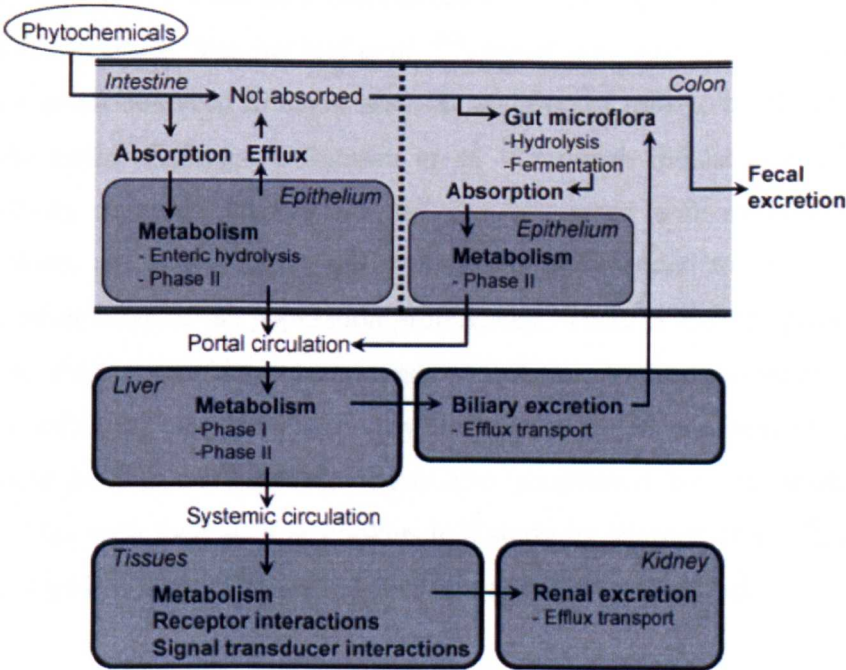 Phytochemicals
Intestine
Colon
Not absorbed
Absorption Efflux
Epithelium
Metabolism
- Enteric hydrolysis
- Phase II
Gut microflora
-Hydrolysis
-Fermentation
Absorption
Epithelium
Metabolism
- Phase II
Fecal
excretion
Portal circulation
Liver
Metabolism
-Phase I
-Phase II
Biliary excretion
- Efflux transport
Systemic circulation
Tissues
Metabolism
Receptor interactions
Signal transducer interactions
Kidney
Renal excretion
- Efflux transport